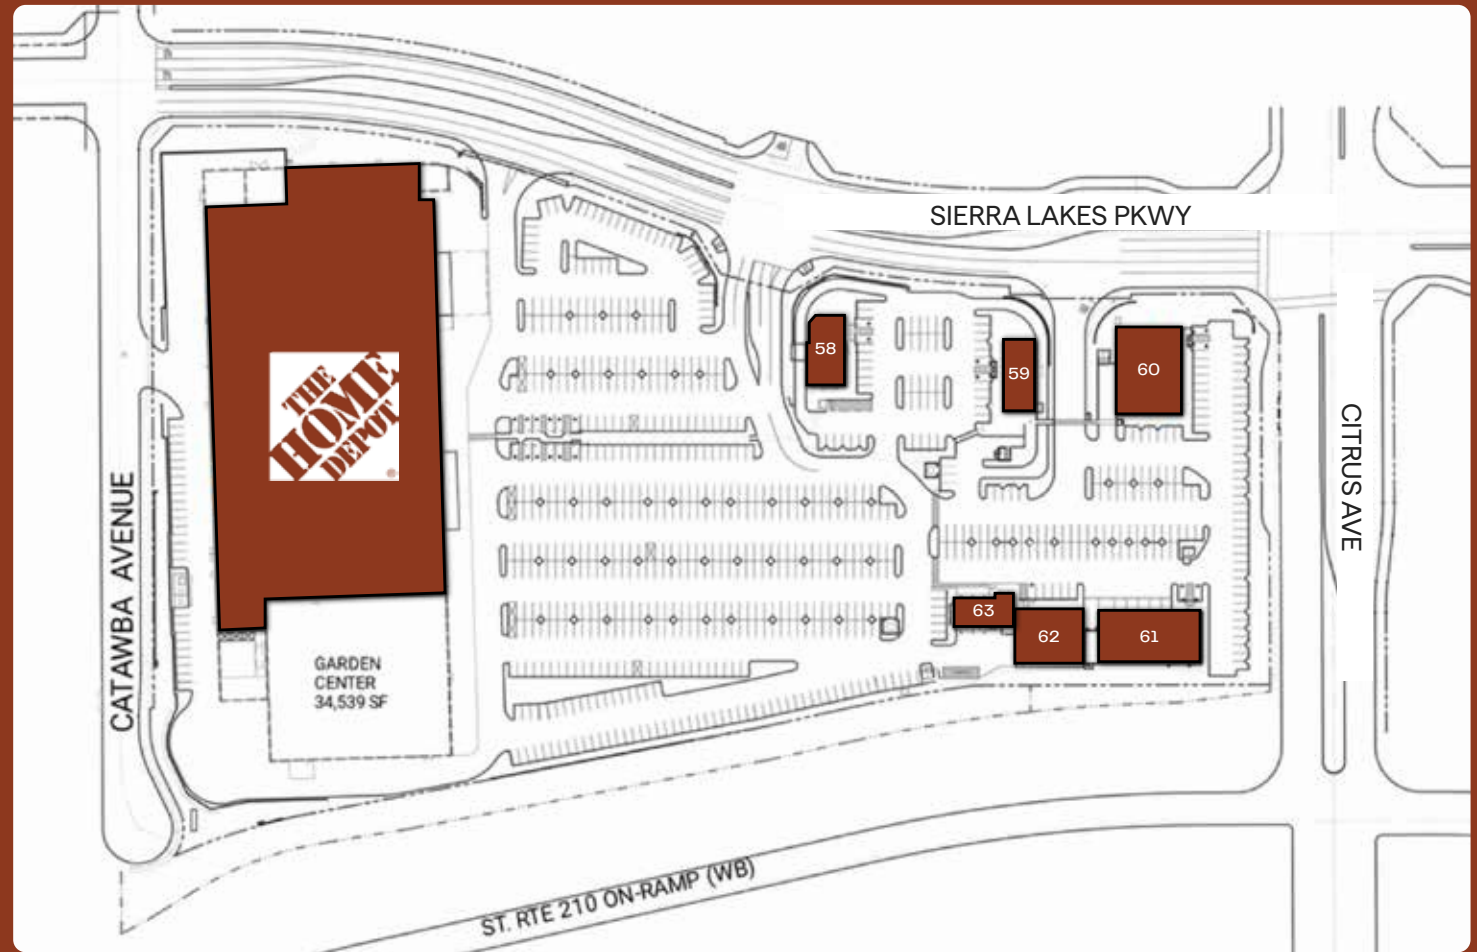 SIERRA LAKES PKWY
58
59
60
THE
HOME
DEPOT
®
CATAWBA AVENUE
CITRUS AVE
63
62
61
GARDEN
CENTER
34,539 SF
ST. RTE 210 ON-RAMP (WB)